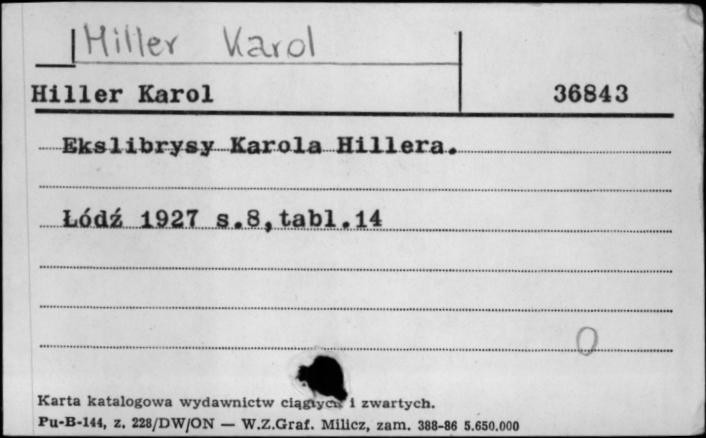 Hiller Karol
Hiller Karol 36843
Ekslibrysy Karola Hillera.
Łódź 1927 s.8,tabl.14
O
Karta katalogowa wydawnictw ciągłych i zwartych.
Pu-B-144, z. 228/DW/ON — W.Z.Graf. Milicz, zam. 388-86 5.650.000